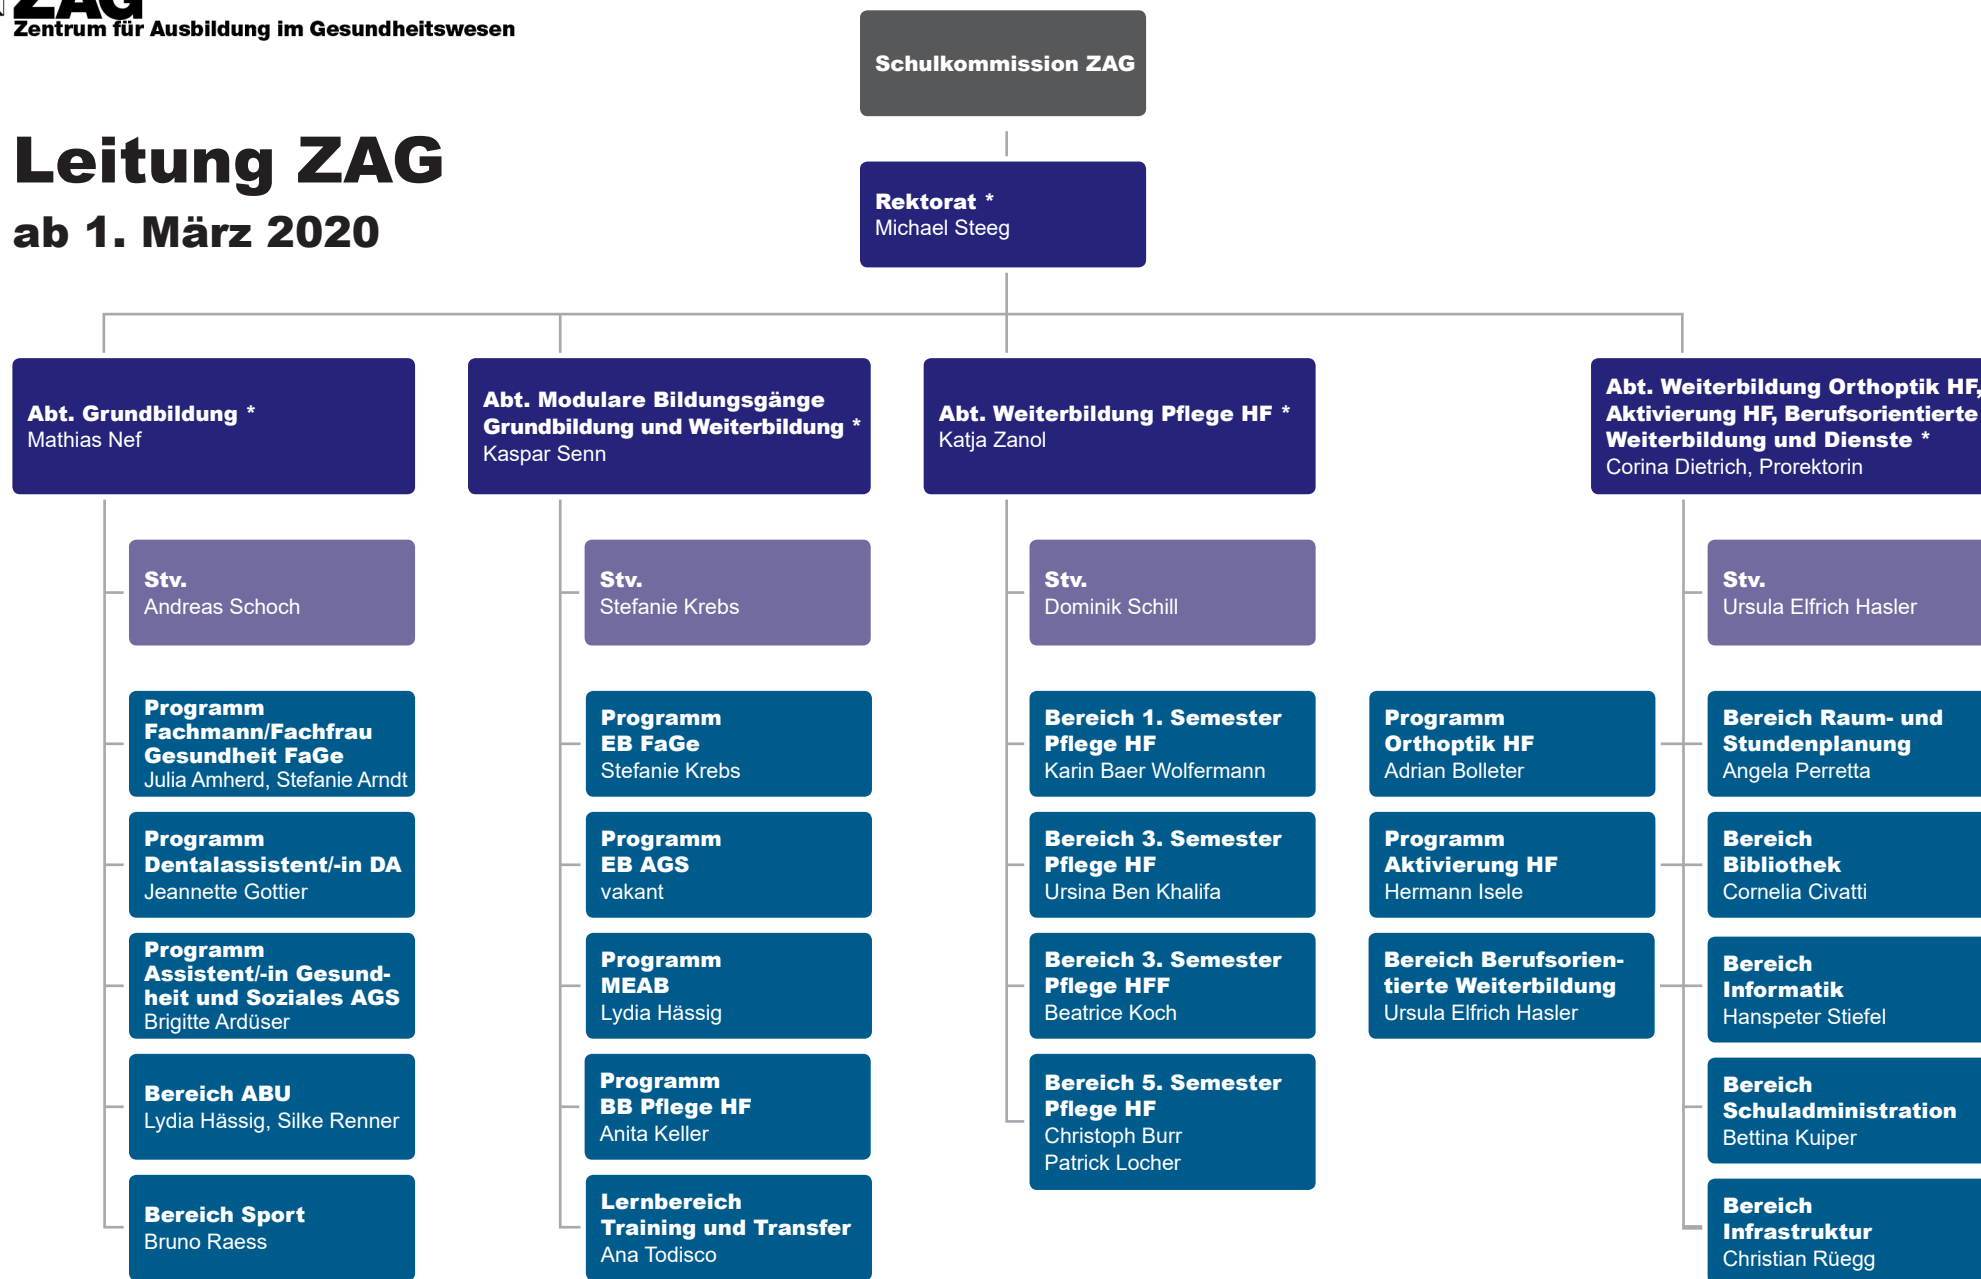 ZAG
Zentrum für Ausbildung im Gesundheitswesen
Leitung ZAG
ab 1. März 2020
Schulkommission ZAG
Rektorat *
Michael Steeg
Abt. Grundbildung *
Mathias Nef
Stv.
Andreas Schoch
Programm
Fachmann/Fachfrau
Gesundheit FaGe
Julia Amherd, Stefanie Arndt
Programm
Dentalassistent/-in DA
Jeannette Gottier
Programm
Assistent/-in Gesund-
heit und Soziales AGS
Brigitte Ardüser
Bereich ABU
Lydia Hässig, Silke Renner
Bereich Sport
Bruno Raess
Abt. Modulare Bildungsgänge
Grundbildung und Weiterbildung *
Kaspar Senn
Stv.
Stefanie Krebs
Programm
EB FaGe
Stefanie Krebs
Programm
EB AGS
vakant
Programm
MEAB
Lydia Hässig
Programm
BB Pflege HF
Anita Keller
Lernbereich
Training und Transfer
Ana Todisco
Abt. Weiterbildung Pflege HF *
Katja Zanol
Stv.
Dominik Schill
Bereich 1. Semester
Pflege HF
Karin Baer Wolfermann
Bereich 3. Semester
Pflege HF
Ursina Ben Khalifa
Bereich 3. Semester
Pflege HFF
Beatrice Koch
Bereich 5. Semester
Pflege HF
Christoph Burr
Patrick Locher
Abt. Weiterbildung Orthoptik HF,
Aktivierung HF, Berufsorientierte
Weiterbildung und Dienste *
Corina Dietrich, Prorektorin
Stv.
Ursula Elfrich Hasler
Programm
Orthoptik HF
Adrian Bolleter
Programm
Aktivierung HF
Hermann Isele
Bereich Berufsorien-
tierte Weiterbildung
Ursula Elfrich Hasler
Bereich Raum- und
Stundenplanung
Angela Perretta
Bereich
Bibliothek
Cornelia Civatti
Bereich
Informatik
Hanspeter Stiefel
Bereich
Schuladministration
Bettina Kuiper
Bereich
Infrastruktur
Christian Rüegg